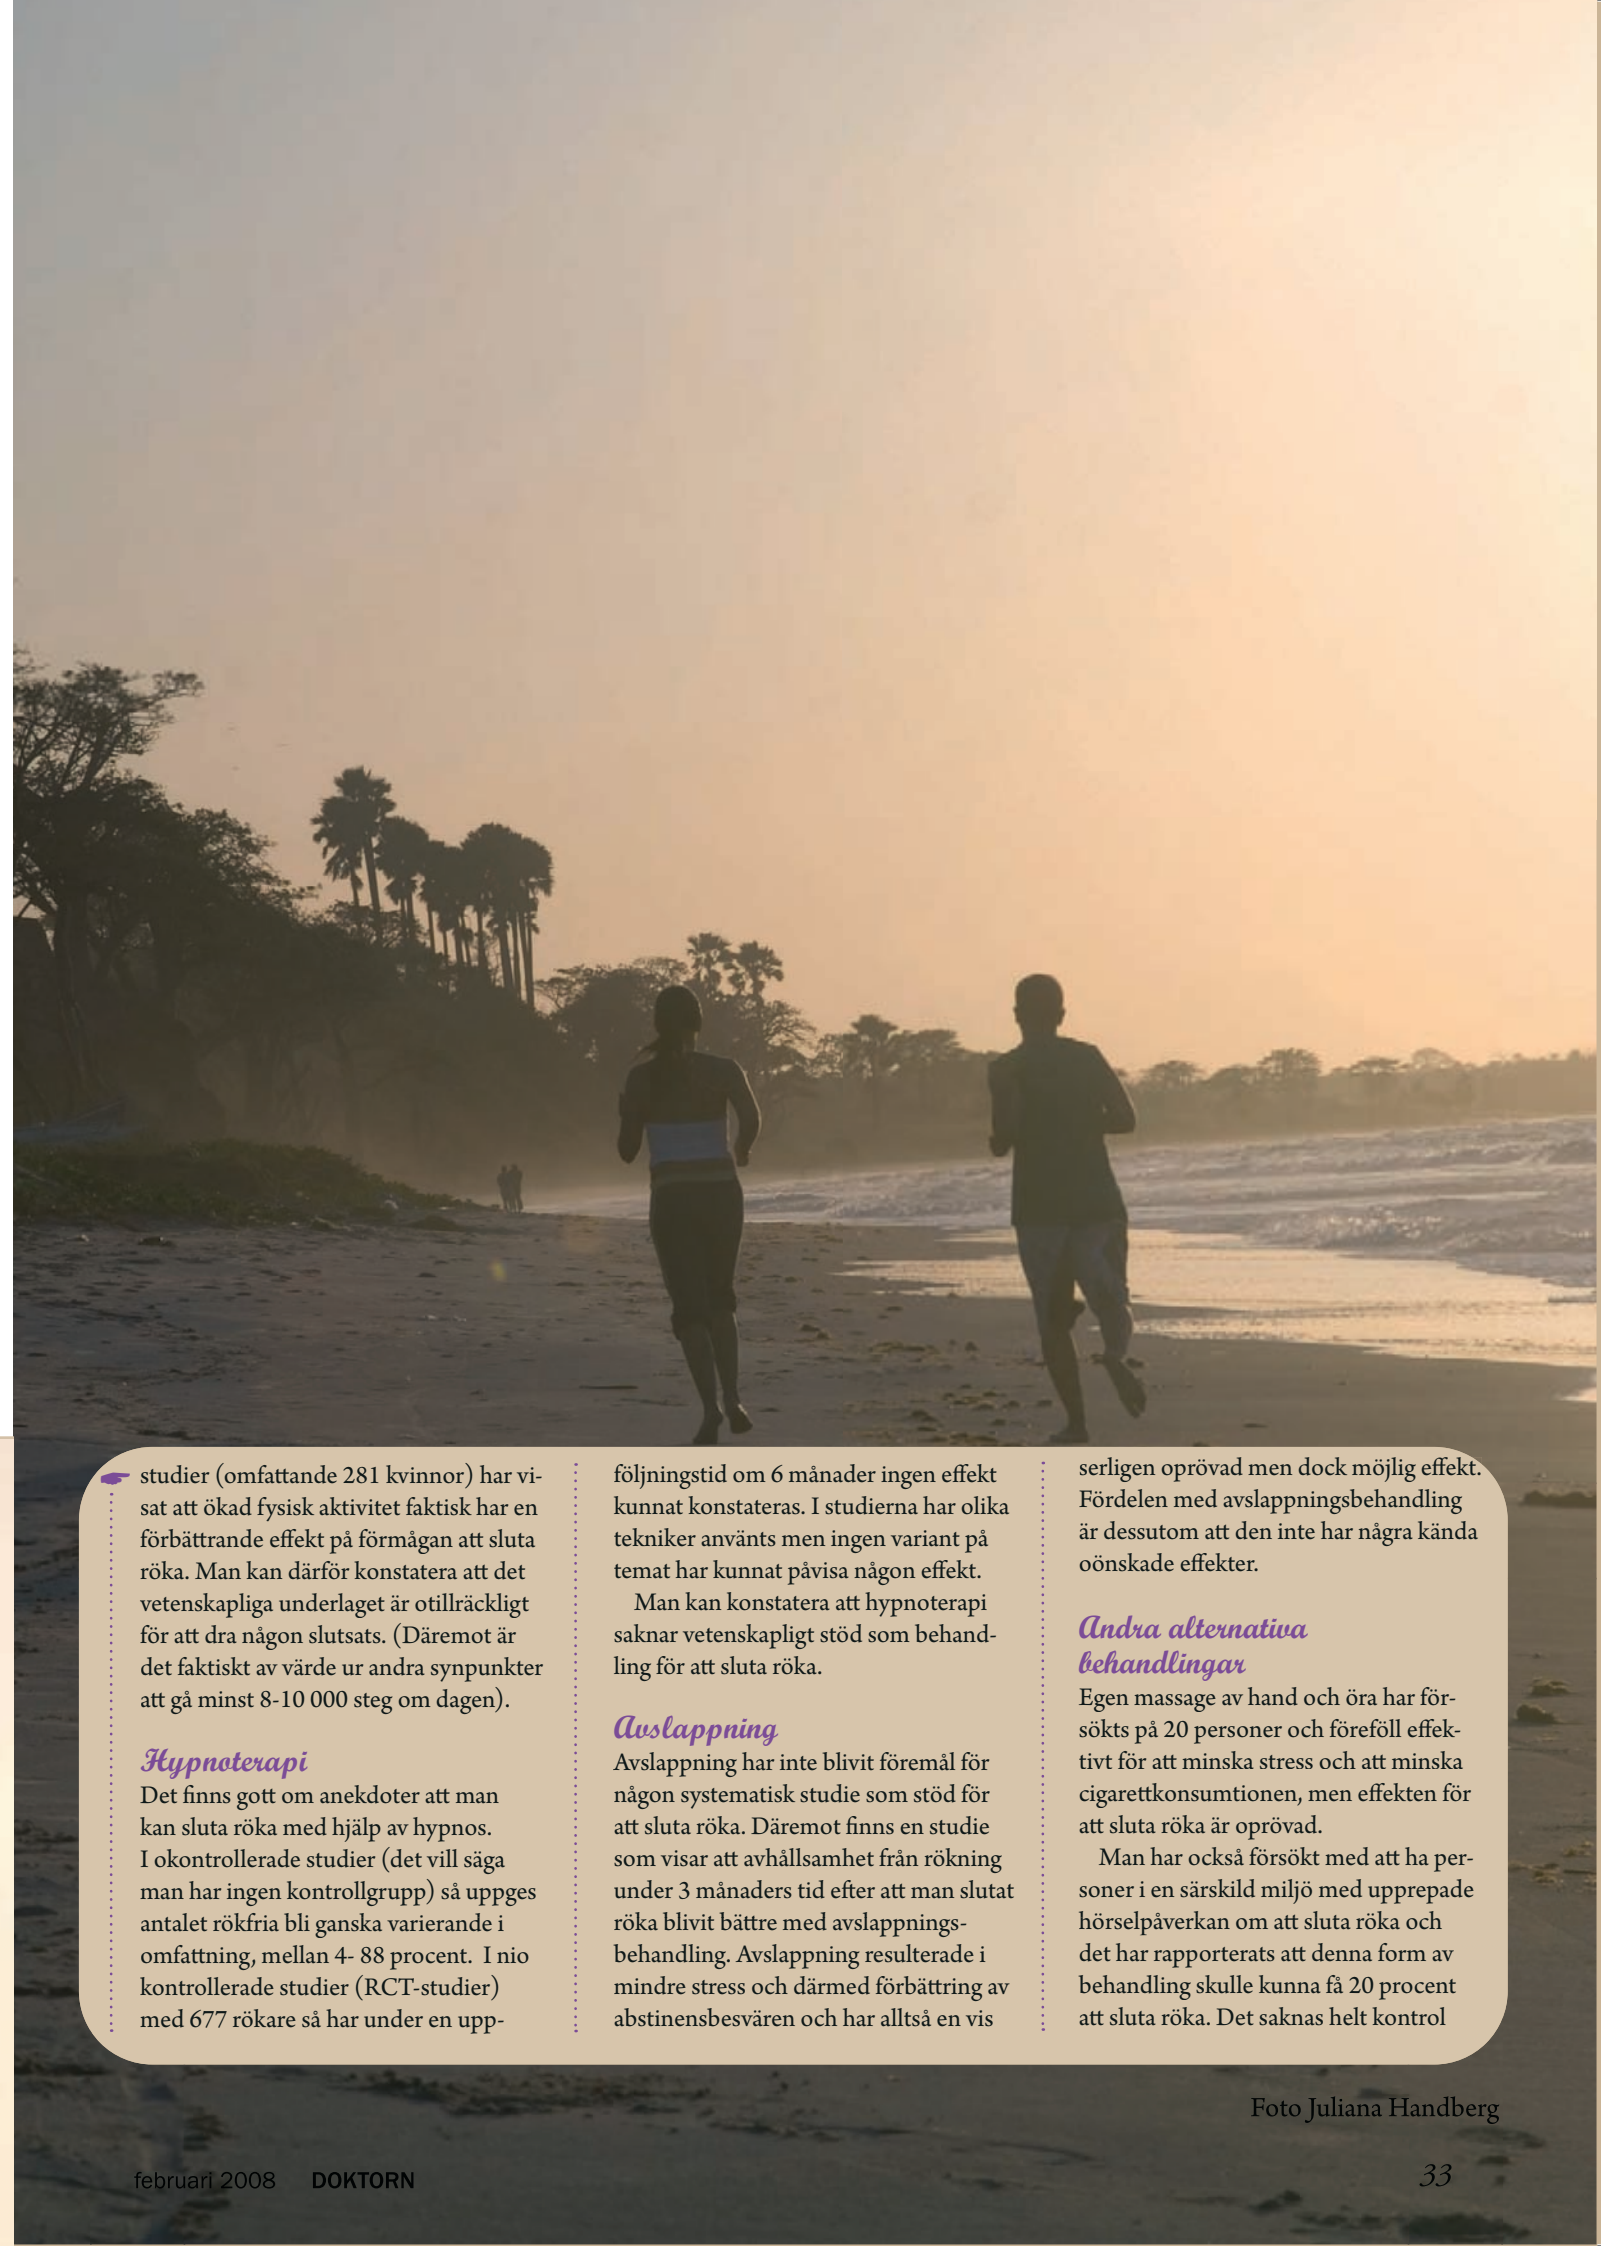 studier (omfattande 281 kvinnor) har vi-
sat att ökad fysisk aktivitet faktisk har en
förbättrande effekt på förmågan att sluta
röka. Man kan därför konstatera att det
vetenskapliga underlaget är otillräckligt
för att dra någon slutsats. (Däremot är
det faktiskt av värde ur andra synpunkter
att gå minst 8-10 000 steg om dagen).
Hypnoterapi
Det finns gott om anekdoter att man
kan sluta röka med hjälp av hypnos.
I okontrollerade studier (det vill säga
man har ingen kontrollgrupp) så uppges
antalet rökfria bli ganska varierande i
omfattning, mellan 4- 88 procent. I nio
kontrollerade studier (RCT-studier)
med 677 rökare så har under en upp-
följningstid om 6 månader ingen effekt
kunnat konstateras. I studierna har olika
tekniker använts men ingen variant på
temat har kunnat påvisa någon effekt.
Man kan konstatera att hypnoterapi
saknar vetenskapligt stöd som behand-
ling för att sluta röka.
Avslappning
Avslappning har inte blivit föremål för
någon systematisk studie som stöd för
att sluta röka. Däremot finns en studie
som visar att avhållsamhet från rökning
under 3 månaders tid efter att man slutat
röka blivit bättre med avslappnings-
behandling. Avslappning resulterade i
mindre stress och därmed förbättring av
abstinensbesvären och har alltså en vis
serligen oprövad men dock möjlig effekt.
Fördelen med avslappningsbehandling
är dessutom att den inte har några kända
oönskade effekter.
Andra alternativa
behandlingar
Egen massage av hand och öra har för-
sökts på 20 personer och föreföll effek-
tivt för att minska stress och att minska
cigarettkonsumtionen, men effekten för
att sluta röka är oprövad.
Man har också försökt med att ha per-
soner i en särskild miljö med upprepade
hörselpåverkan om att sluta röka och
det har rapporterats att denna form av
behandling skulle kunna få 20 procent
att sluta röka. Det saknas helt kontrol
Foto Juliana Handberg
februari 2008 DOKTORN
33